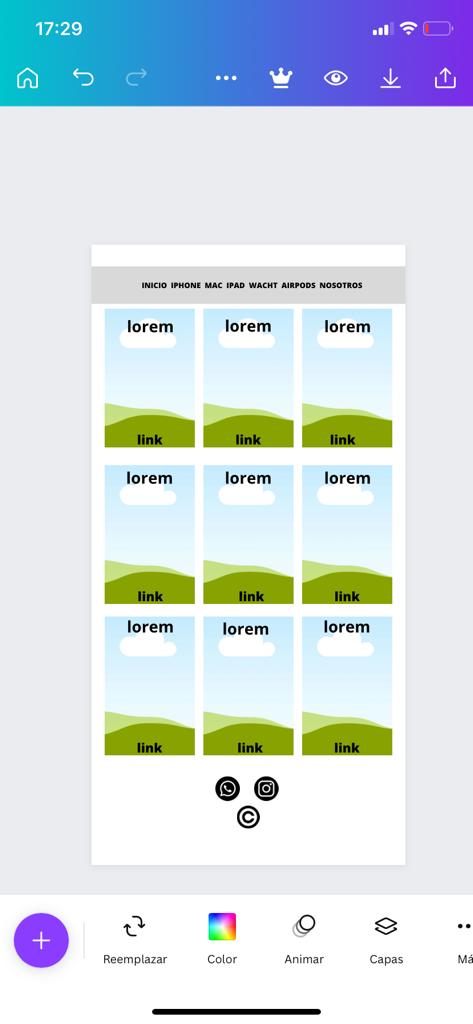 17:29
INICIO IPHONE MAC IPAD WACHT AIRPODS NOSOTROS
lorem lorem lorem
link link link
lorem lorem lorem
link link link
lorem lorem lorem
link link link
©
Reemplazar Color Animar Capas Má